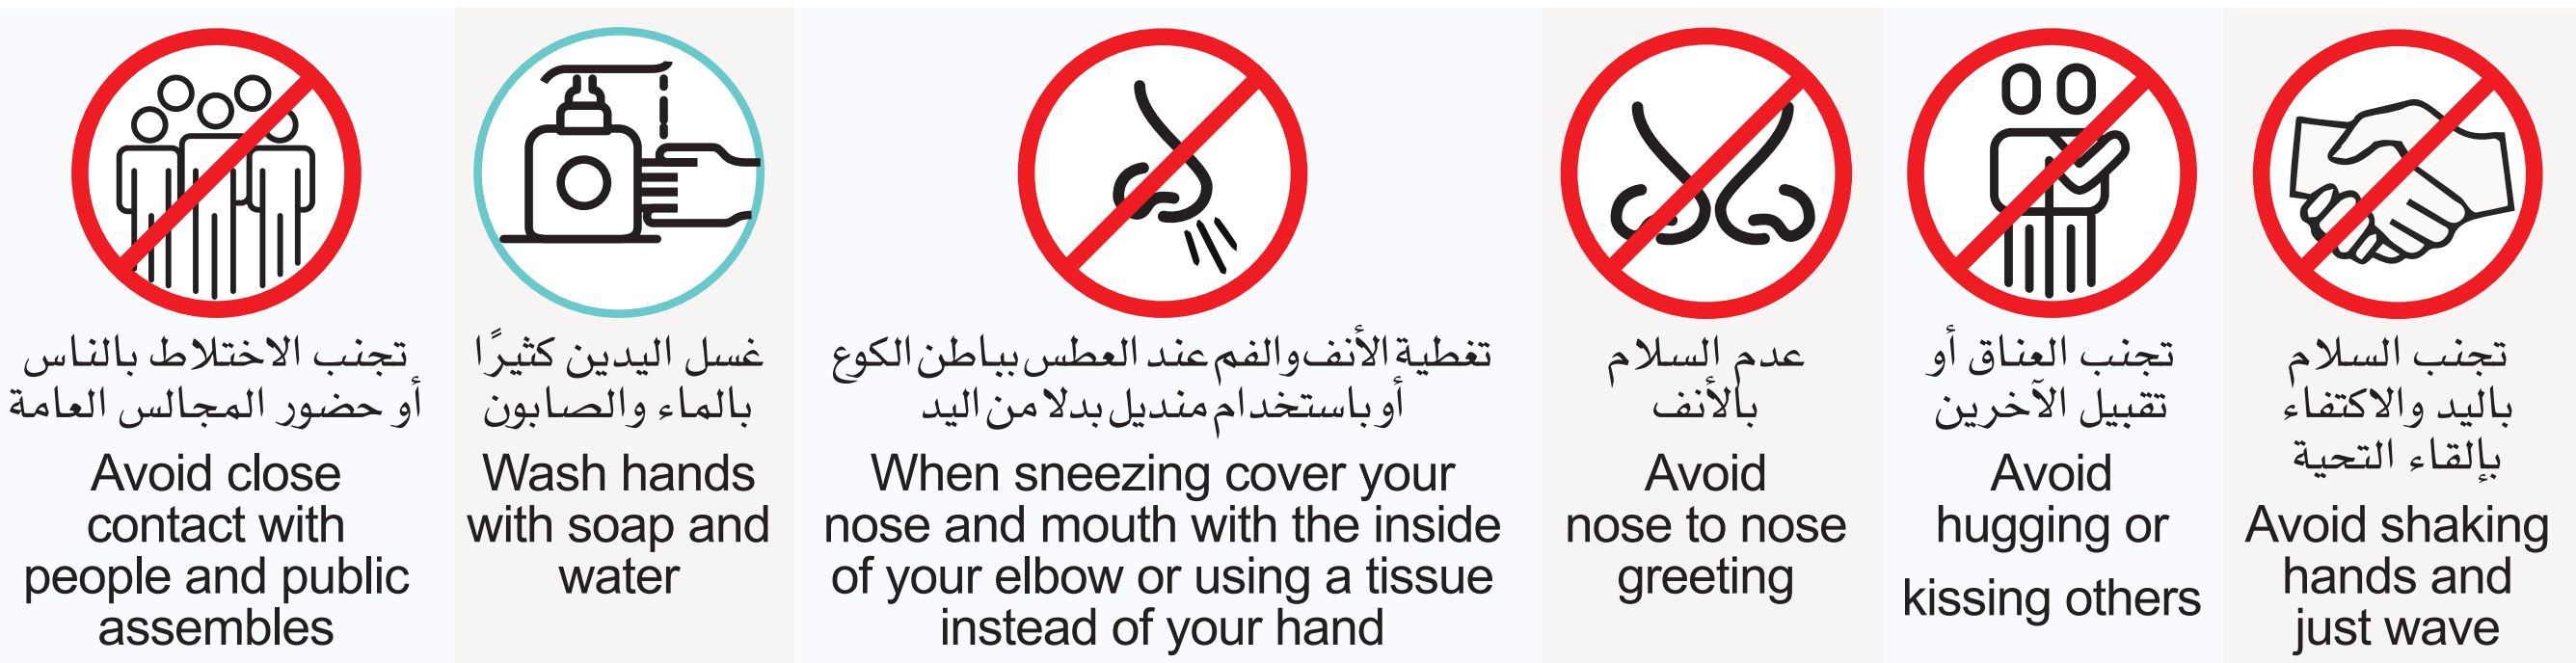 تجنب الاختلاط بالناس
أو حضور المجالس العامة
Avoid close
contact with
people and public
assembles
غسل اليدين كثيرًا
بالماء والصابون
Wash hands
with soap and
water
تغطية الأنف والفم عند العطس بباطن الكوع
أو باستخدام منديل بدلا من اليد
When sneezing cover your
nose and mouth with the inside
of your elbow or using a tissue
instead of your hand
عدم السلام
بالأنف
Avoid
nose to nose
greeting
تجنب العناق أو
تقبيل الآخرين
Avoid
hugging or
kissing others
تجنب السلام
باليد والاكتفاء
بإلقاء التحية
Avoid shaking
hands and
just wave